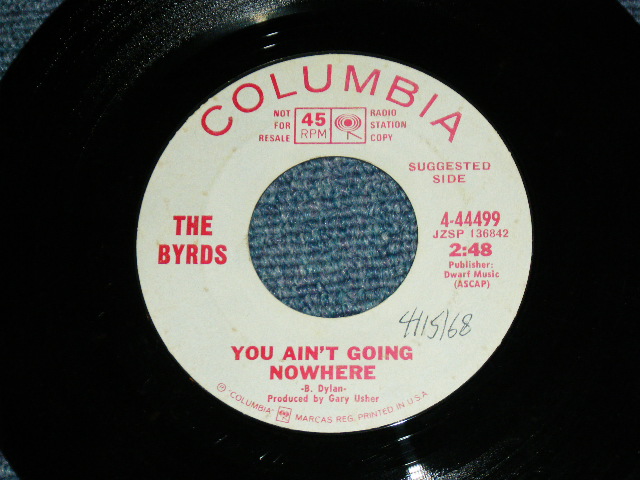 COLUMBIA
NOT FOR RESALE
45 RPM
RADIO STATION COPY
SUGGESTED SIDE
THE BYRDS
4-44499
JZSP 136842
2:48
Publisher:
Dwarf Music
(ASCAP)
4/15/68
YOU AIN'T GOING
NOWHERE
-B. Dylan-
Produced by Gary Usher
℗ "COLUMBIA" MARCAS REG. PRINTED IN U.S.A.